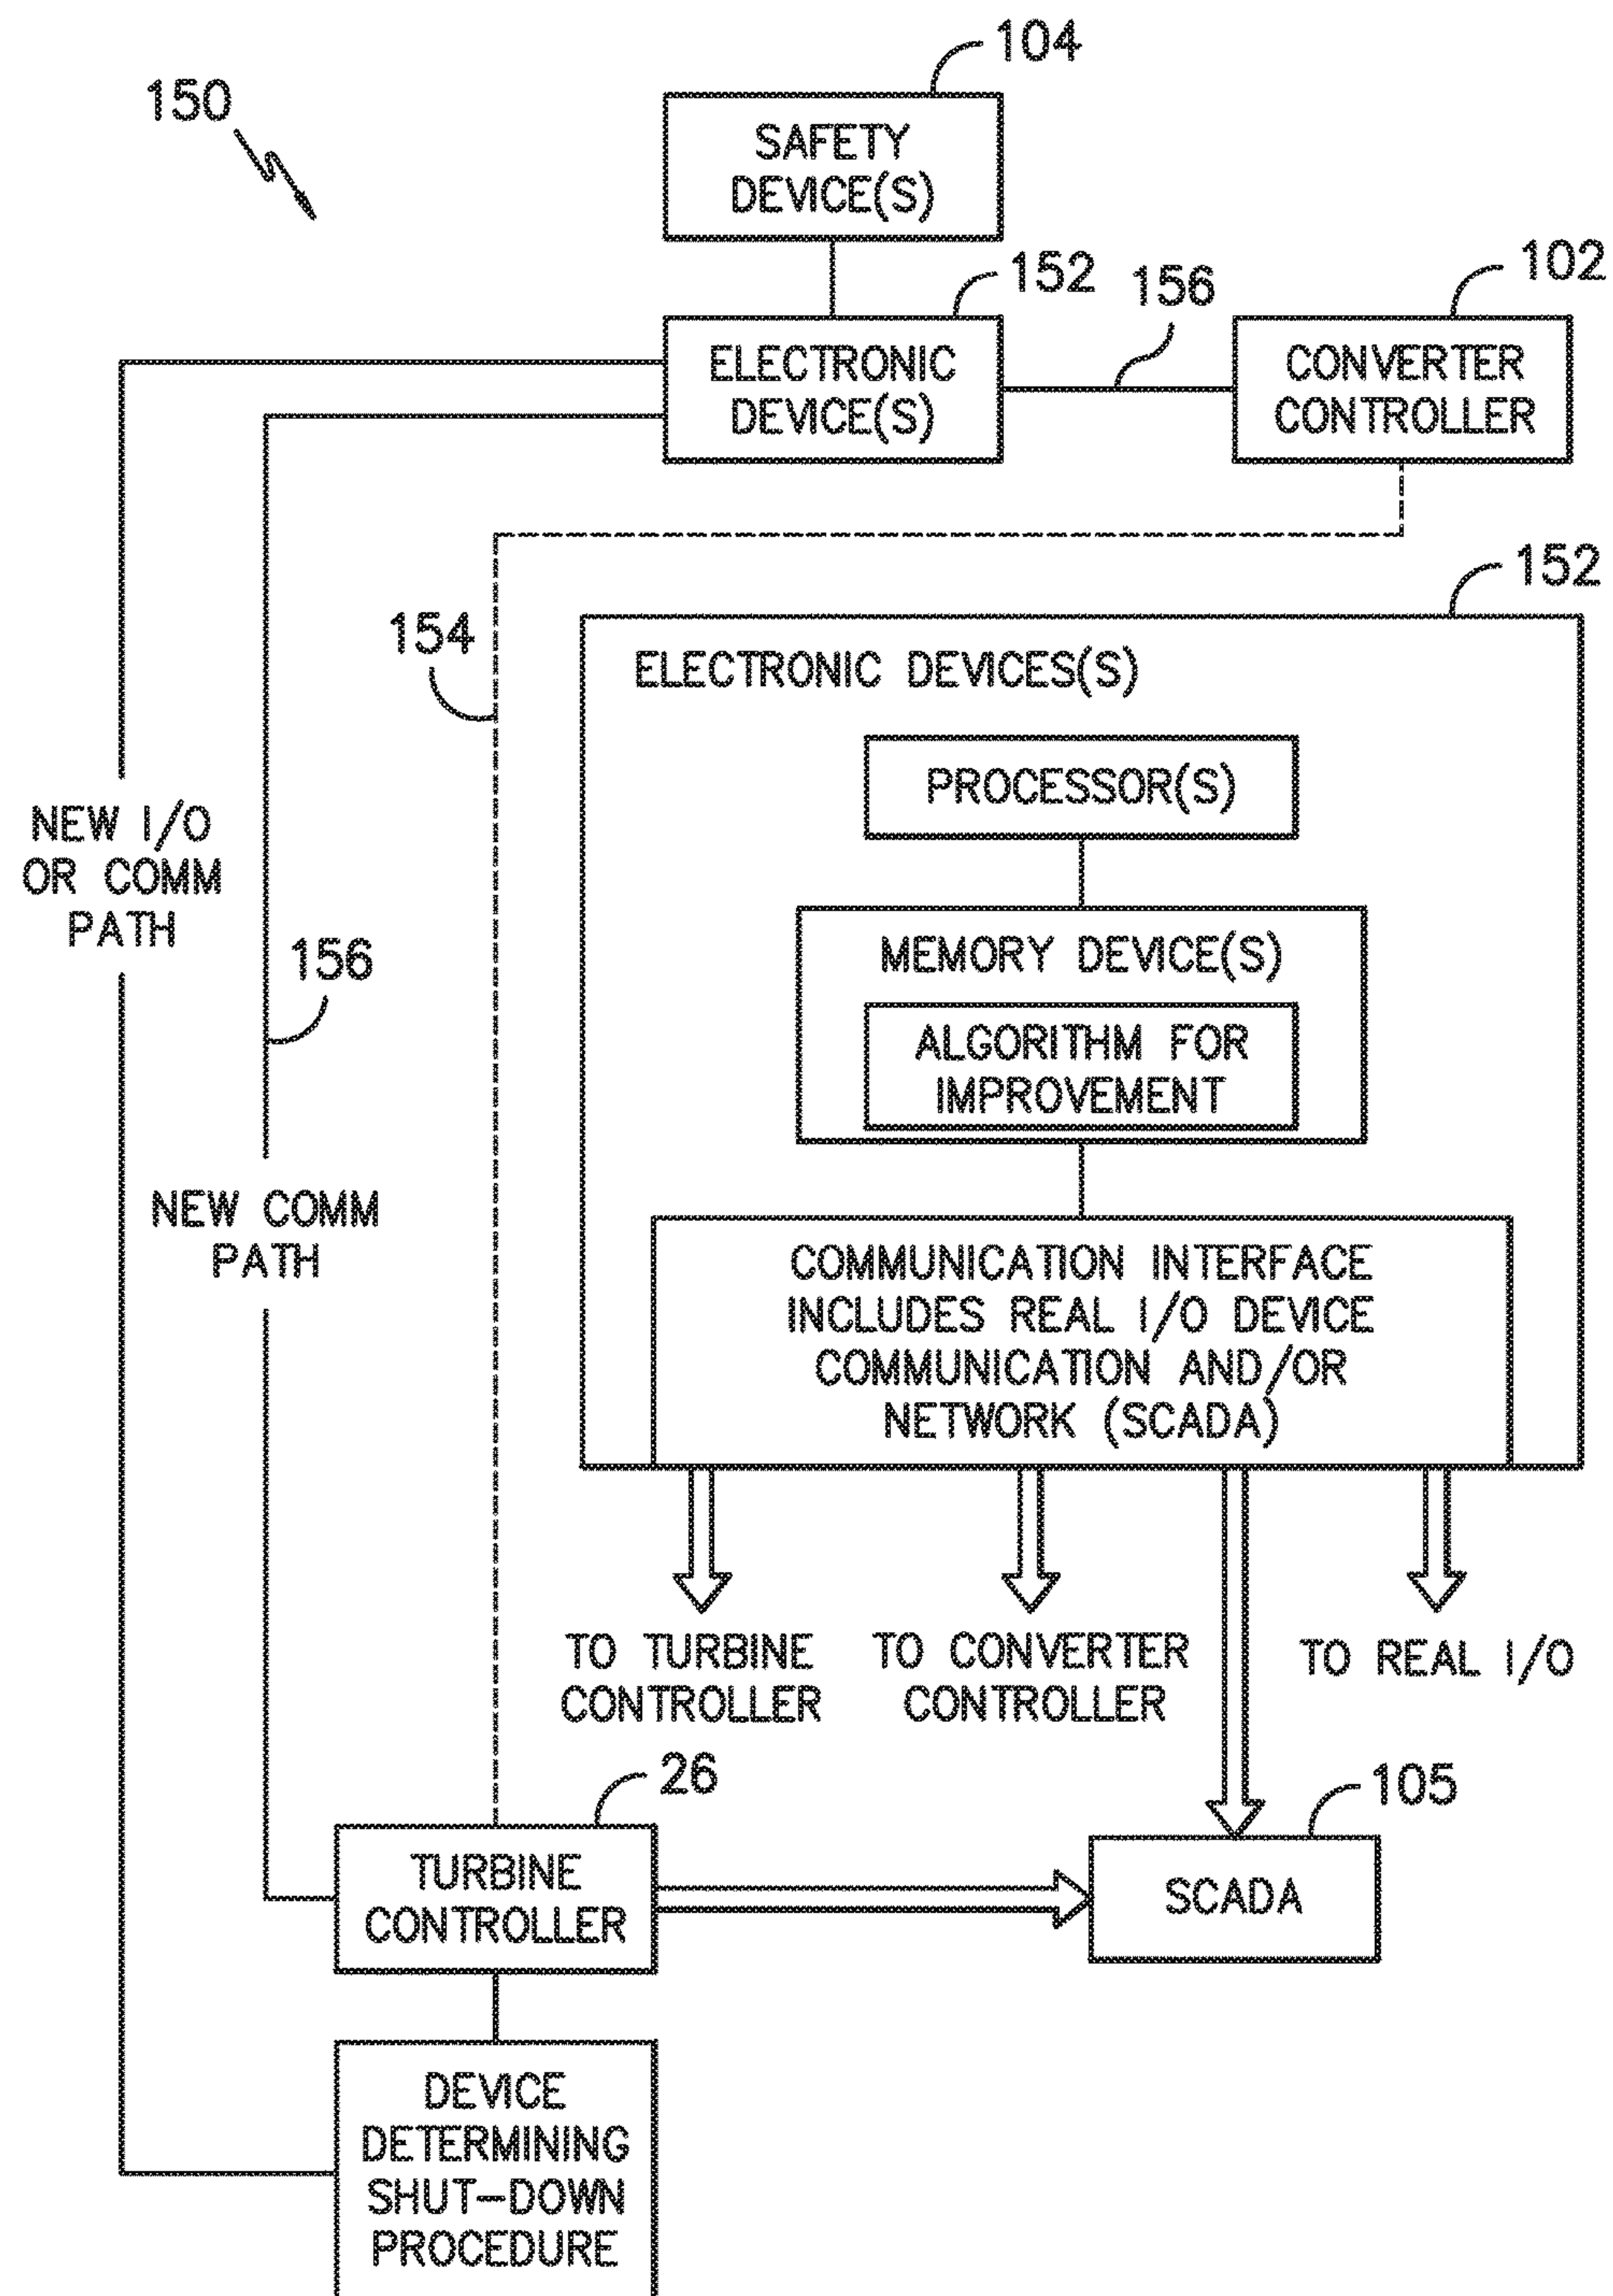 104
150
SAFETY
DEVICE(S)
152
156
102
ELECTRONIC
DEVICE(S)
CONVERTER
CONTROLLER
152
154
ELECTRONIC DEVICES(S)
PROCESSOR(S)
NEW I/O
OR COMM
PATH
156
MEMORY DEVICE(S)
ALGORITHM FOR
IMPROVEMENT
NEW COMM
PATH
COMMUNICATION INTERFACE
INCLUDES REAL I/O DEVICE
COMMUNICATION AND/OR
NETWORK (SCADA)
TO TURBINE
CONTROLLER
TO CONVERTER
CONTROLLER
TO REAL I/O
26
105
TURBINE
CONTROLLER
SCADA
DEVICE
DETERMINING
SHUT-DOWN
PROCEDURE